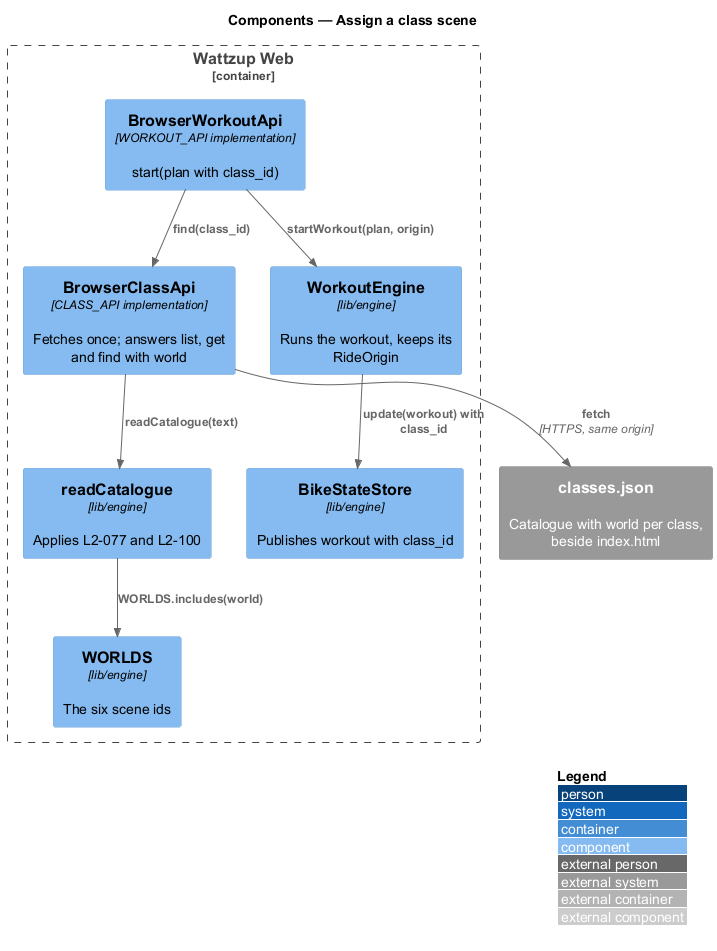 Components — Assign a class scene
Wattzup Web
[container]
BrowserWorkoutApi
[WORKOUT_API implementation]
start(plan with class_id)
find(class_id)
startWorkout(plan, origin)
BrowserClassApi
[CLASS_API implementation]
Fetches once; answers list, get
and find with world
WorkoutEngine
[lib/engine]
Runs the workout, keeps its
RideOrigin
readCatalogue(text)
update(workout) with
class_id
fetch
[HTTPS, same origin]
readCatalogue
[lib/engine]
Applies L2-077 and L2-100
BikeStateStore
[lib/engine]
Publishes workout with class_id
classes.json
Catalogue with world per class,
beside index.html
WORLDS.includes(world)
WORLDS
[lib/engine]
The six scene ids
Legend
person
system
container
component
external person
external system
external container
external component